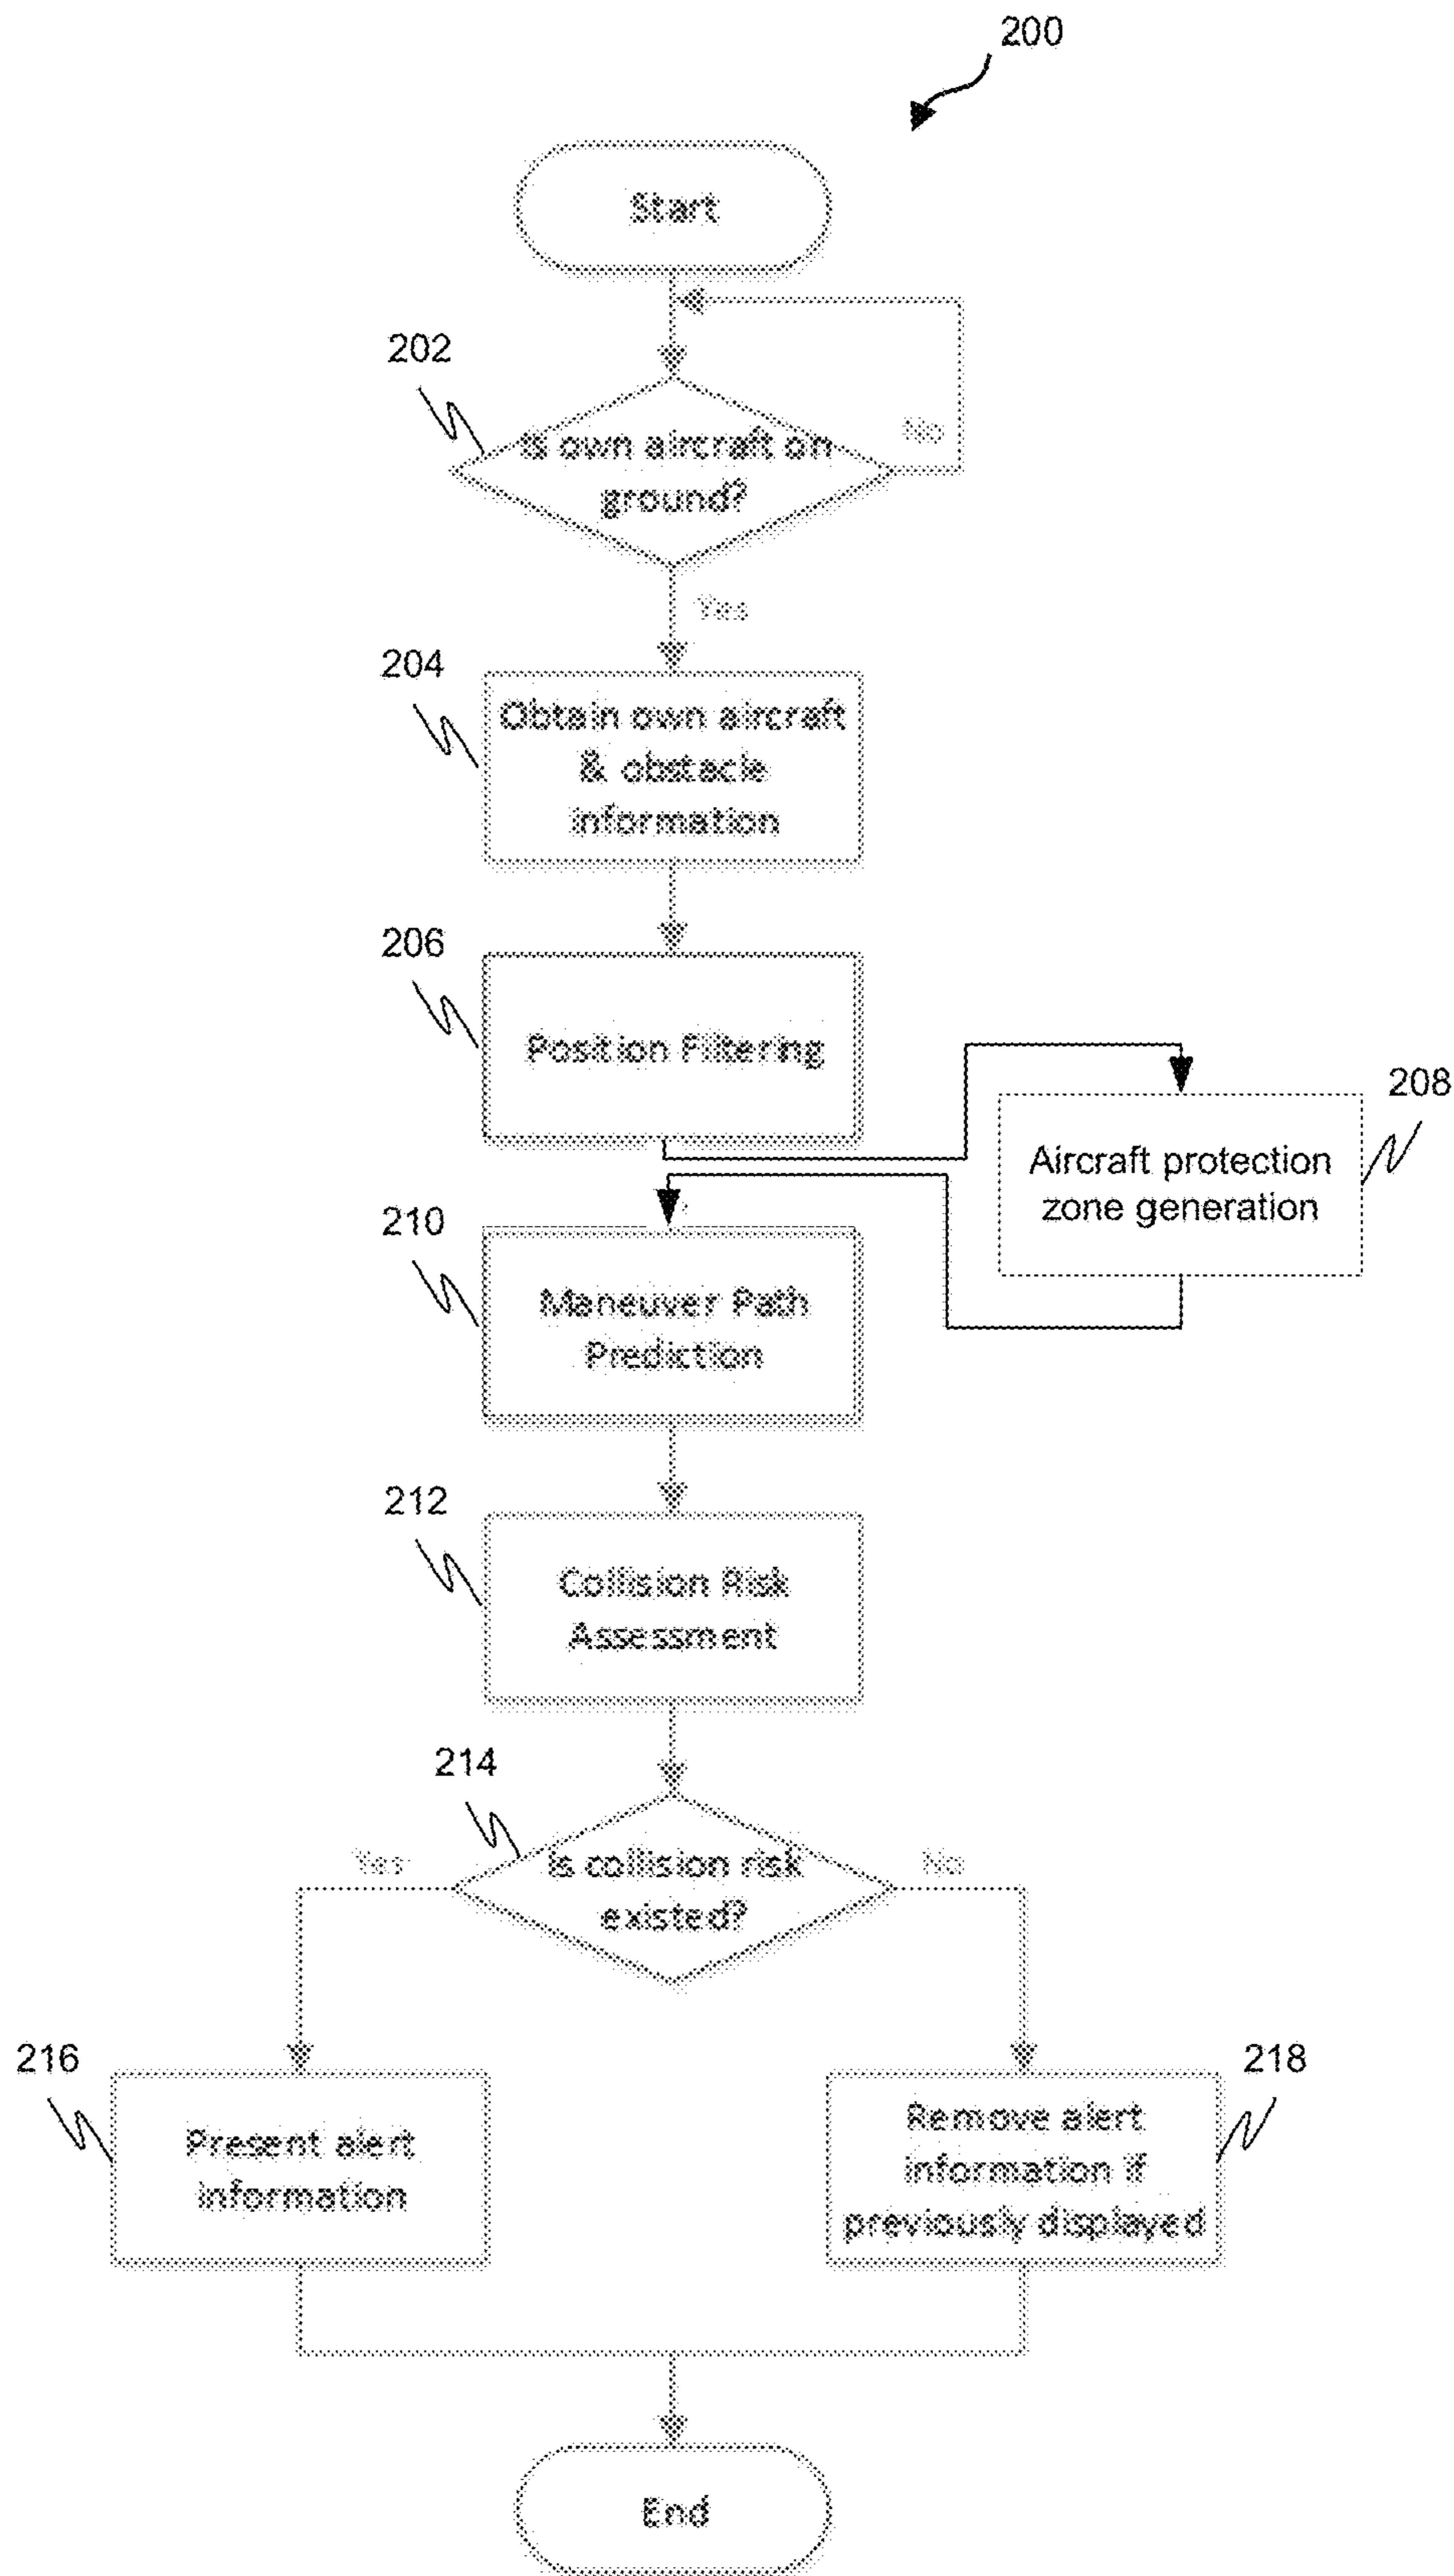 200
Start
202
Is own aircraft on
ground?
No
Yes
204
Obtain own aircraft
& obstacle
information
206
Position Filtering
208
Aircraft protection
zone generation
210
Maneuver Path
Prediction
212
Collision Risk
Assessment
214
Is collision risk
existed?
Yes
No
216
Present alert
information
218
Remove alert
information if
previously displayed
End